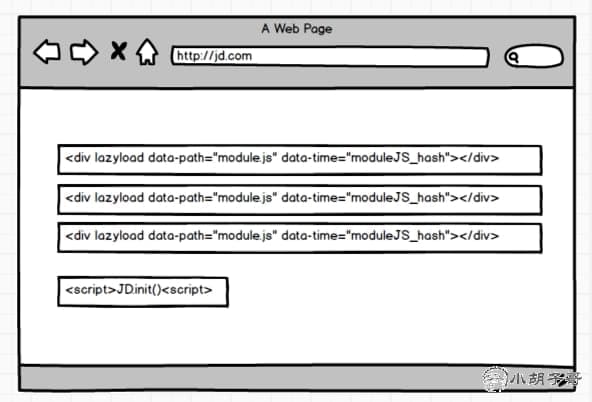 A Web Page
http://jd.com
<div lazyload data-path="module.js" data-time="moduleJS_hash"></div>
<div lazyload data-path="module.js" data-time="moduleJS_hash"></div>
<div lazyload data-path="module.js" data-time="moduleJS_hash"></div>
<script>JD.init()<script>
小胡子哥